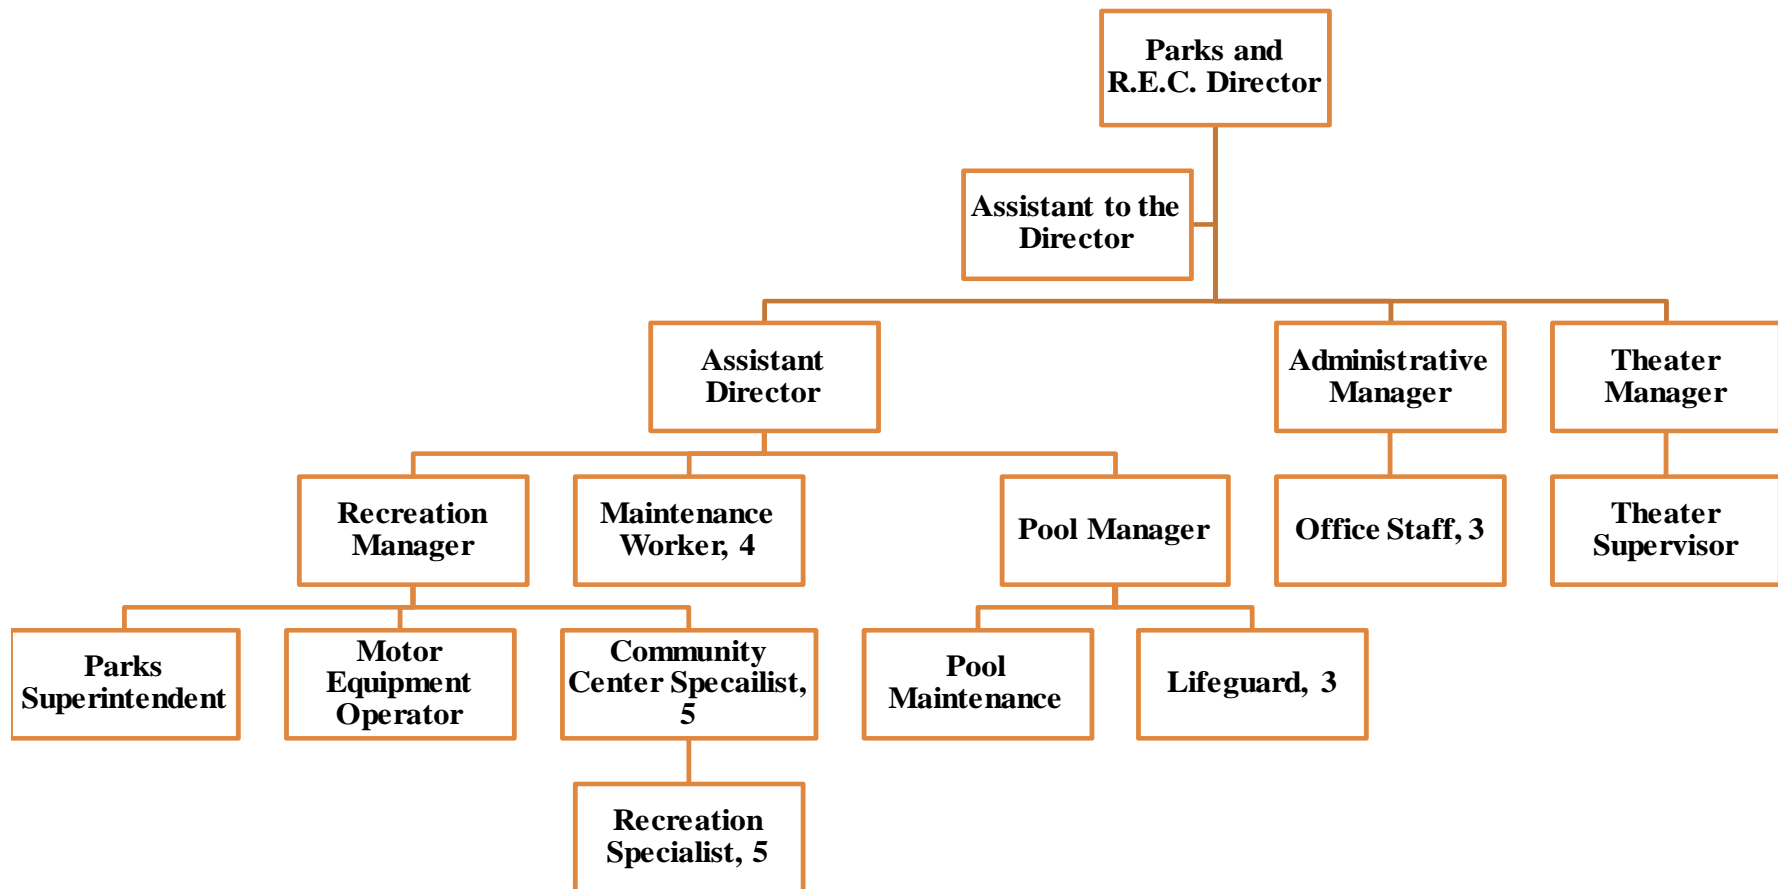 Parks and
R.E.C. Director
Assistant to the
Director
Assistant
Director
Administrative
Manager
Theater
Manager
Recreation
Manager
Maintenance
Worker, 4
Pool Manager
Office Staff, 3
Theater
Supervisor
Parks
Superintendent
Motor
Equipment
Operator
Community
Center Specailist,
5
Pool
Maintenance
Lifeguard, 3
Recreation
Specialist, 5